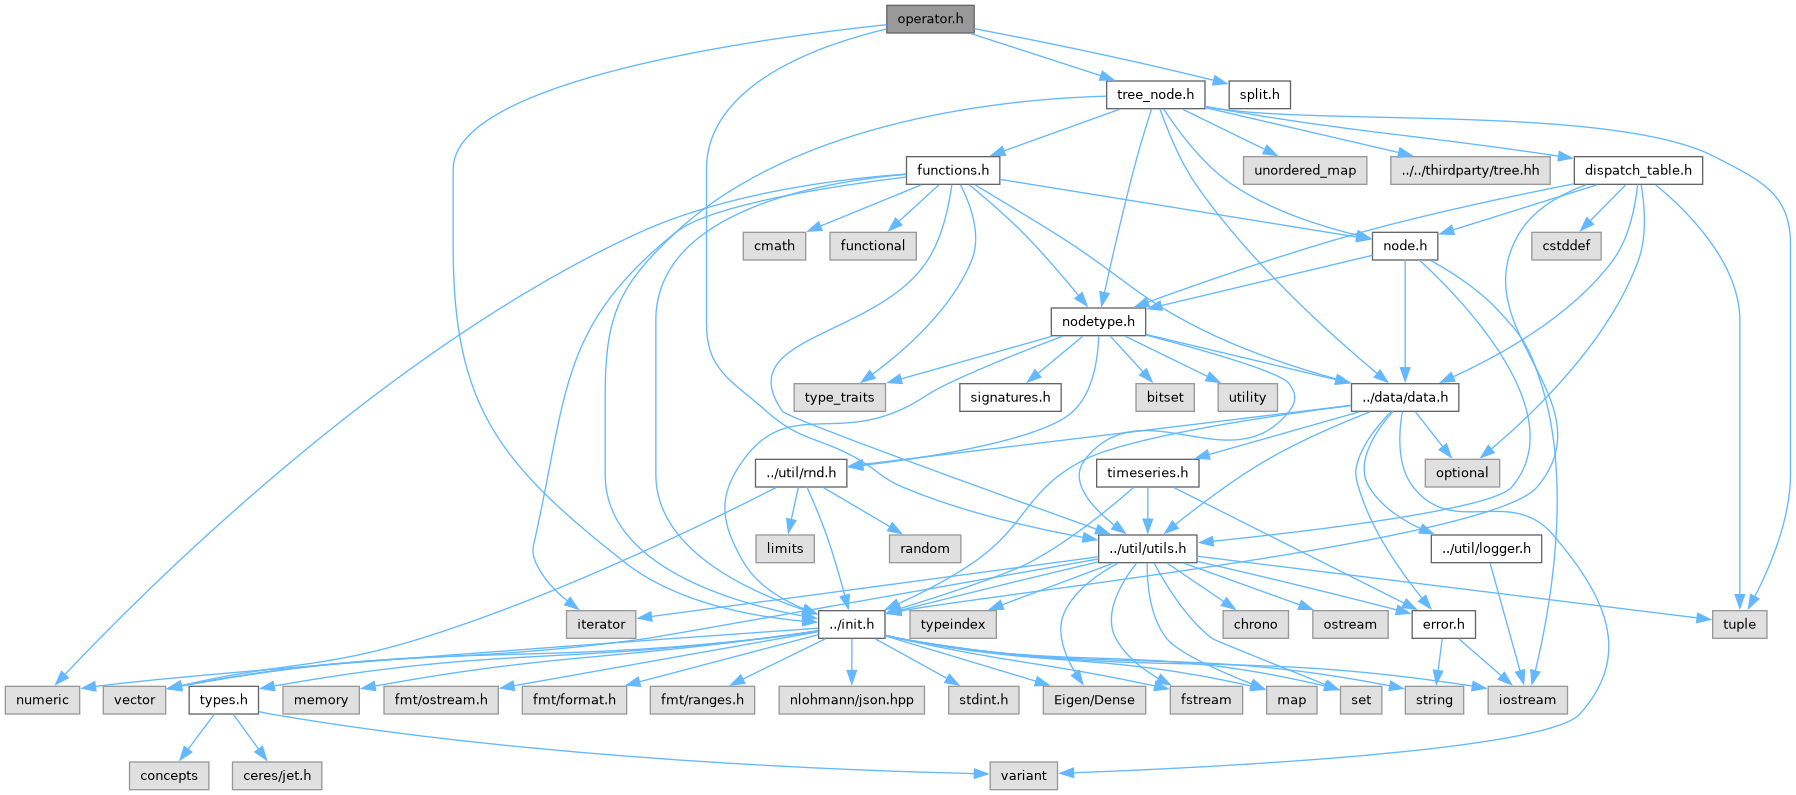 operator.h
tree_node.h
split.h
functions.h
unordered_map
../../thirdparty/tree.hh
dispatch_table.h
cmath
functional
node.h
cstddef
nodetype.h
type_traits
signatures.h
bitset
utility
../data/data.h
../util/rnd.h
timeseries.h
optional
limits
random
../util/utils.h
../util/logger.h
iterator
../init.h
typeindex
chrono
ostream
error.h
tuple
numeric
vector
types.h
memory
fmt/ostream.h
fmt/format.h
fmt/ranges.h
nlohmann/json.hpp
stdint.h
Eigen/Dense
fstream
map
set
string
iostream
concepts
ceres/jet.h
variant